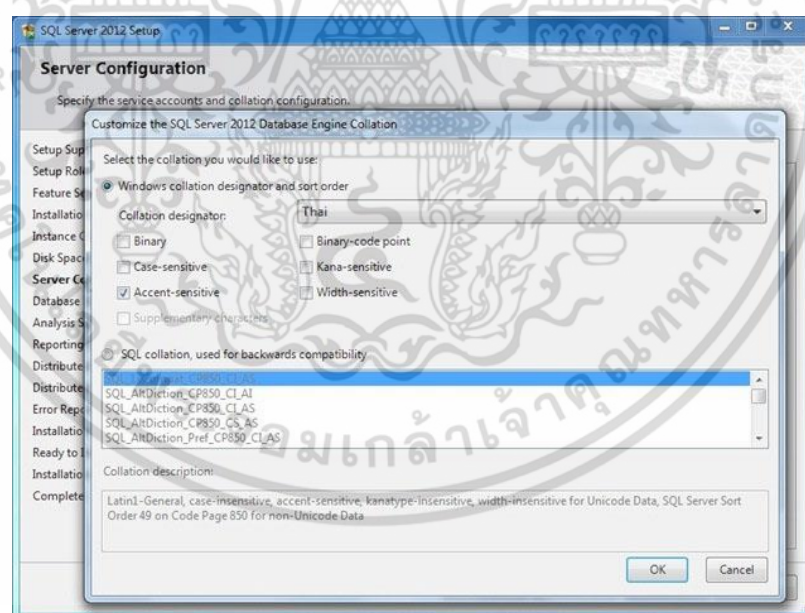 SQL Server 2012 Setup
Server Configuration
Specify the service accounts and collation configuration.
Customize the SQL Server 2012 Database Engine Collation
Setup Sup
Setup Rol
Feature Se
Installatio
Instance C
Disk Spac
Server Co
Database
Analysis S
Reporting
Distribute
Distribute
Error Repo
Installatio
Ready to I
Installatio
Complete
Select the collation you would like to use:
Windows collation designator and sort order
Collation designator:
Thai
Binary
Binary-code point
Case-sensitive
Kana-sensitive
Accent-sensitive
Width-sensitive
Supplementary characters
SQL collation, used for backwards compatibility
SQL_AltDiction_CP850_CI_AI
SQL_AltDiction_CP850_CI_AS
SQL_AltDiction_CP850_CS_AS
SQL_AltDiction_Pref_CP850_CI_AS
Collation description:
Latin1-General, case-insensitive, accent-sensitive, kanatype-insensitive, width-insensitive for Unicode Data, SQL Server Sort
Order 49 on Code Page 850 for non-Unicode Data
OK
Cancel